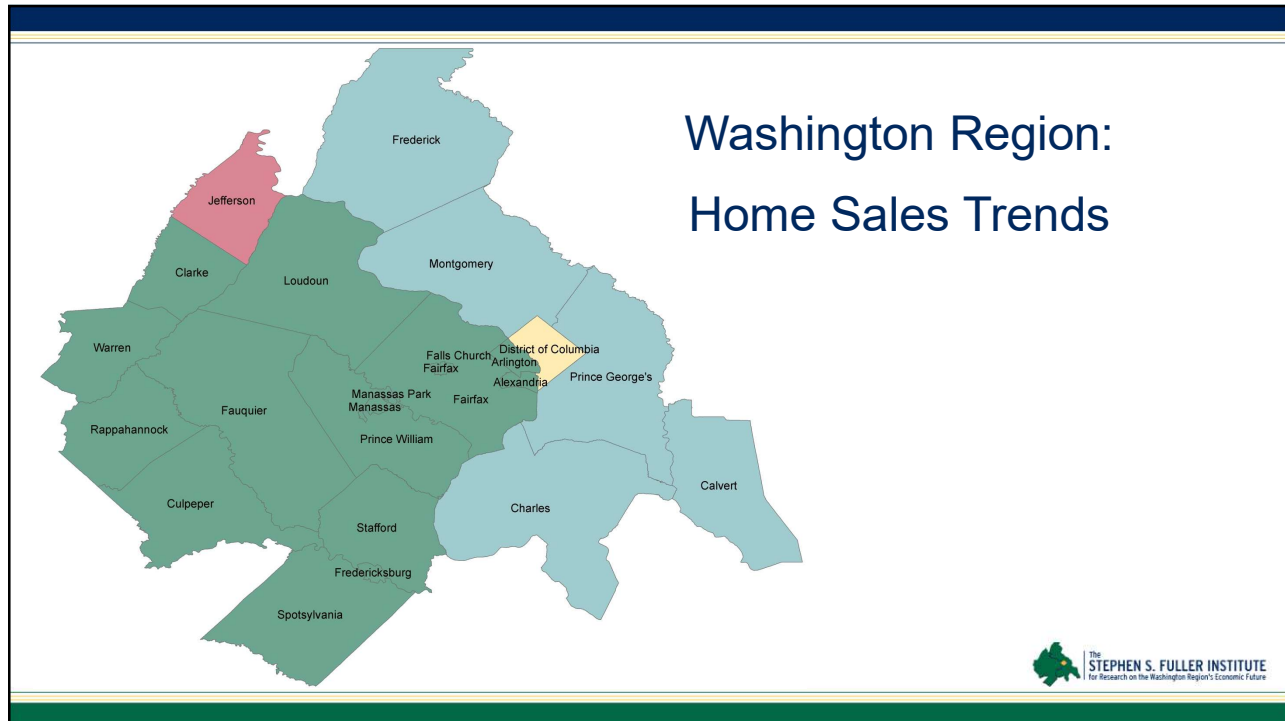 Washington Region:
Home Sales Trends
Frederick
Jefferson
Montgomery
Clarke
Loudoun
Warren
Falls Church
District of Columbia
Fairfax
Arlington
Prince George's
Alexandria
Manassas Park
Fairfax
Manassas
Fauquier
Rappahannock
Prince William
Calvert
Culpeper
Charles
Stafford
Fredericksburg
Spotsylvania
The
STEPHEN S. FULLER INSTITUTE
for Research on the Washington Region's Economic Future